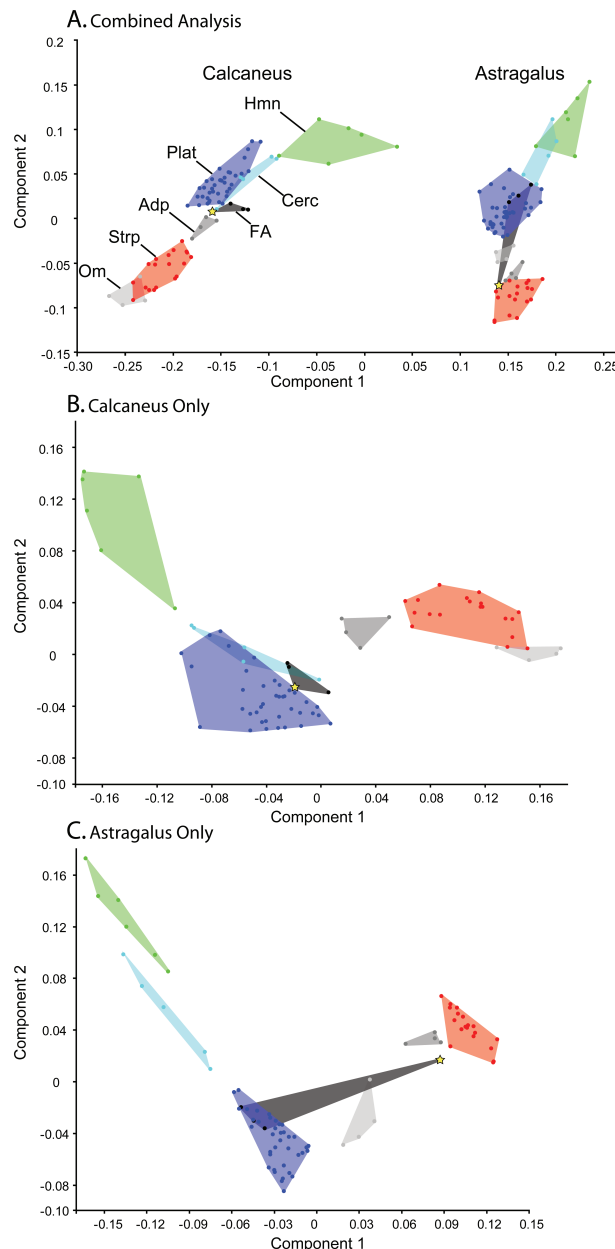 A. Combined Analysis
0.2
0.15
0.1
0.05
0
-0.05
-0.1
-0.15
Component 2
Calcaneus
Astragalus
Hmn
Plat
Cerc
Adp
FA
Strp
Om
-0.30 -0.25 -0.2 -0.15 -0.1 -0.05 0 0.05 0.1 0.15 0.2 0.25
Component 1
B. Calcaneus Only
0.16
0.12
0.08
0.04
0
-0.04
-0.08
-0.10
Component 2
-0.16 -0.12 -0.08 -0.04 0 0.04 0.08 0.12 0.16
Component 1
C. Astragalus Only
0.16
0.12
0.08
0.04
0
-0.04
-0.08
-0.10
Component 2
-0.15 -0.12 -0.09 -0.06 -0.03 0 0.03 0.06 0.09 0.12 0.15
Component 1